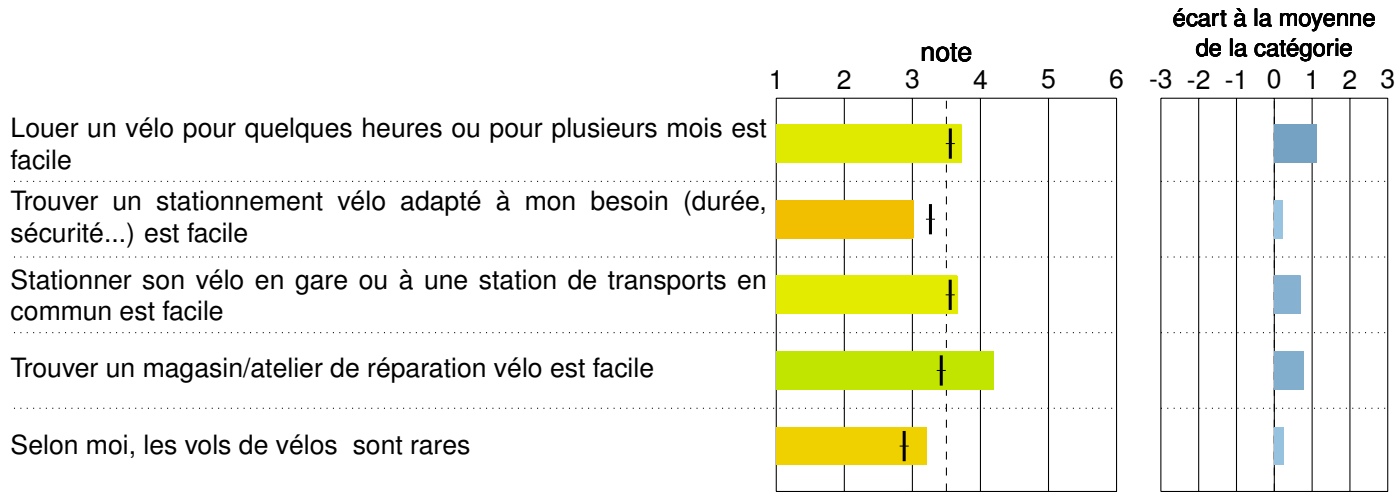 écart à la moyenne
note
de la catégorie
1 2 3 4 5 6
-3 -2 -1 0 1 2 3
Louer un vélo pour quelques heures ou pour plusieurs mois est
facile
Trouver un stationnement vélo adapté à mon besoin (durée,
sécurité...) est facile
Stationner son vélo en gare ou à une station de transports en
commun est facile
Trouver un magasin/atelier de réparation vélo est facile
Selon moi, les vols de vélos sont rares